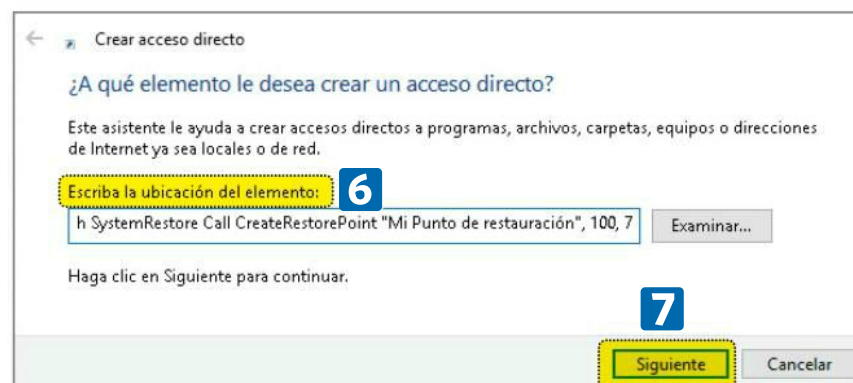 Crear acceso directo
¿A qué elemento le desea crear un acceso directo?
Este asistente le ayuda a crear accesos directos a programas, archivos, carpetas, equipos o direcciones
de Internet ya sea locales o de red.
Escriba la ubicación del elemento: 6
h SystemRestore Call CreateRestorePoint "Mi Punto de restauración", 100, 7 Examinar...
Haga clic en Siguiente para continuar.
7
Siguiente Cancelar